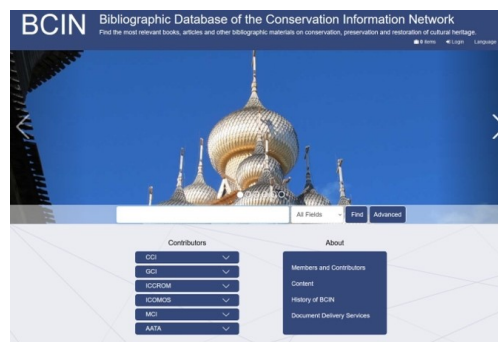 BCIN Bibliographic Database of the Conservation Information Network
Find the most relevant books, articles and other bibliographic materials on conservation, preservation and restoration of cultural heritage.
0 items Login Language
All Fields Find Advanced
Contributors
CCI
GCI
ICCROM
ICOMOS
MCI
AATA
About
Members and Contributors
Content
History of BCIN
Document Delivery Services